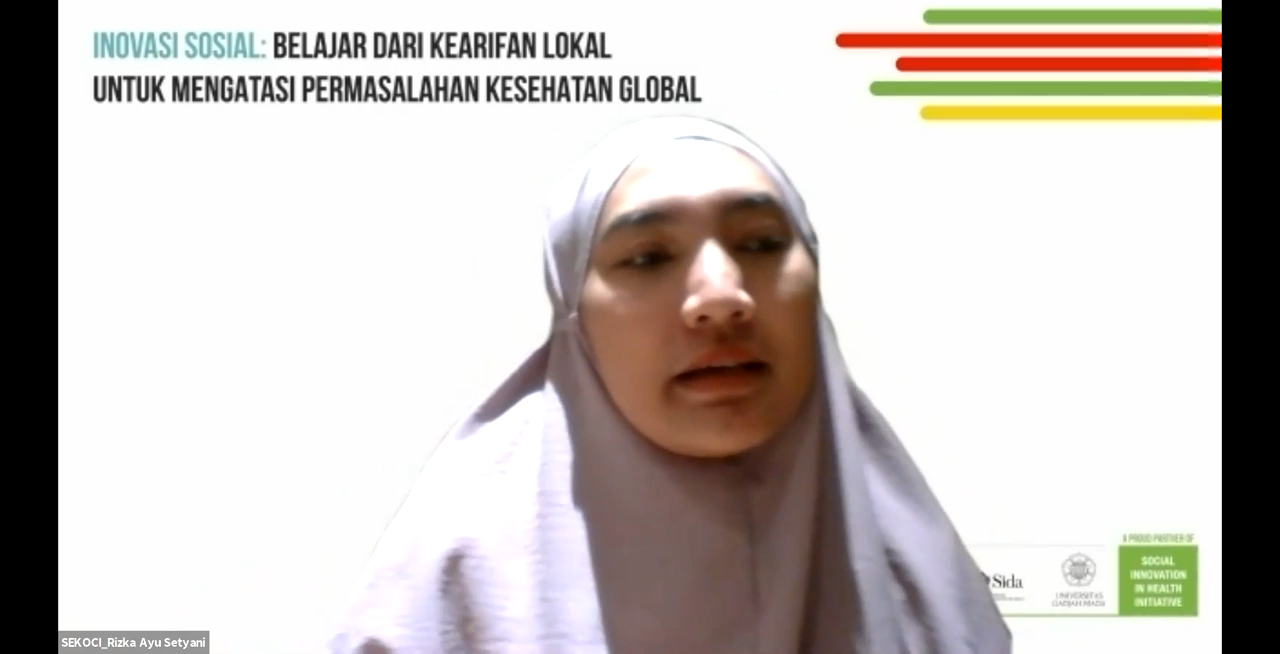 INOVASI SOSIAL: BELAJAR DARI KEARIFAN LOKAL
UNTUK MENGATASI PERMASALAHAN KESEHATAN GLOBAL
A PROUD PARTNER OF
Sida
UNIVERSITAS
GADJAH MADA
SOCIAL
INNOVATION
IN HEALTH
INITIATIVE
SEKOCI_Rizka Ayu Setyani